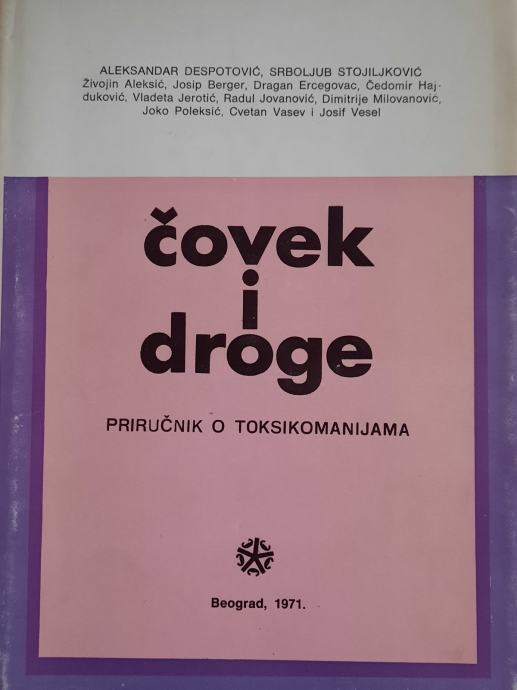 ALEKSANDAR DESPOTOVIĆ, SRBOLJUB STOJILJKOVIĆ
Živojin Aleksić, Josip Berger, Dragan Ercegovac, Čedomir Haj-
duković, Vladeta Jerotić, Radul Jovanović, Dimitrije Milovanović,
Joko Poleksić, Cvetan Vasev i Josif Vesel
čovek
i
droge
PRIRUČNIK O TOKSIKOMANIJAMA
Beograd, 1971.